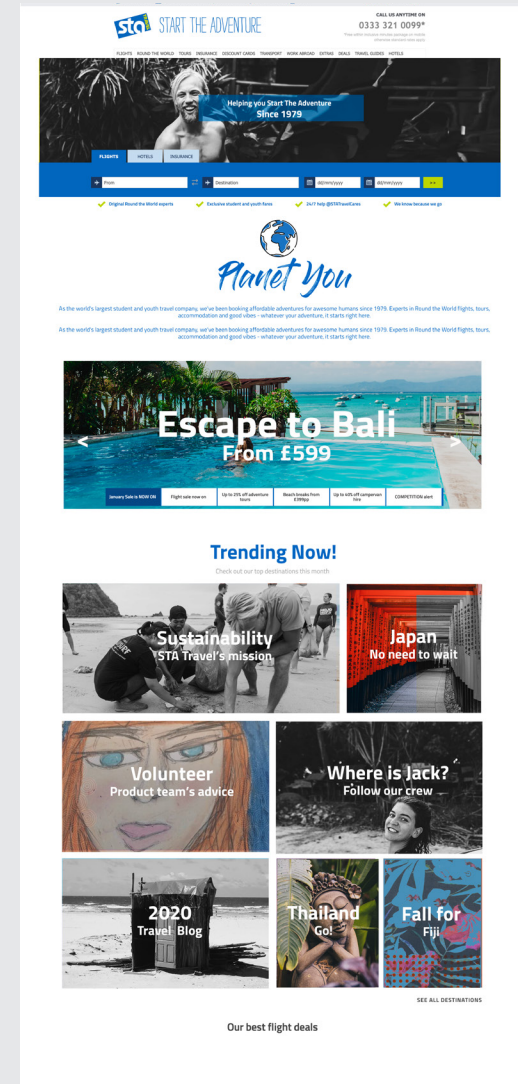 sta START THE ADVENTURE
CALL US ANYTIME ON
0333 321 0099*
FLIGHTS ROUND THE WORLD TOURS INSURANCE DISCOUNT CARDS TRANSPORT WORK ABROAD EXTRAS DEALS TRAVEL GUIDES HOTELS
Helping you Start The Adventure
Since 1979
FLIGHTS HOTELS INSURANCE
From Destination dd/mm/yyyy dd/mm/yyyy
Original Round the World experts Exclusive student and youth fares 24/7 help @STATravelCares We know because we go
Planet You
As the world's largest student and youth travel company, we've been booking affordable adventures for awesome humans since 1979. Experts in Round the World flights, tours,
accommodation and good vibes - whatever your adventure, it starts right here.
As the world's largest student and youth travel company, we've been booking affordable adventures for awesome humans since 1979. Experts in Round the World flights, tours,
accommodation and good vibes - whatever your adventure, it starts right here.
Escape to Bali
From £599
< >
January Sale is NOW ON Flight sale now on Up to 25% off adventure tours Beach breaks from £399pp Up to 40% off campervan hire COMPETITION alert
Trending Now!
Check out our top destinations this month
Sustainability
STA Travel's mission
Japan
No need to wait
Volunteer
Product team's advice
Where is Jack?
Follow our crew
2020
Travel Blog
Thailand
Go!
Fall for
Fiji
SEE ALL DESTINATIONS
Our best flight deals